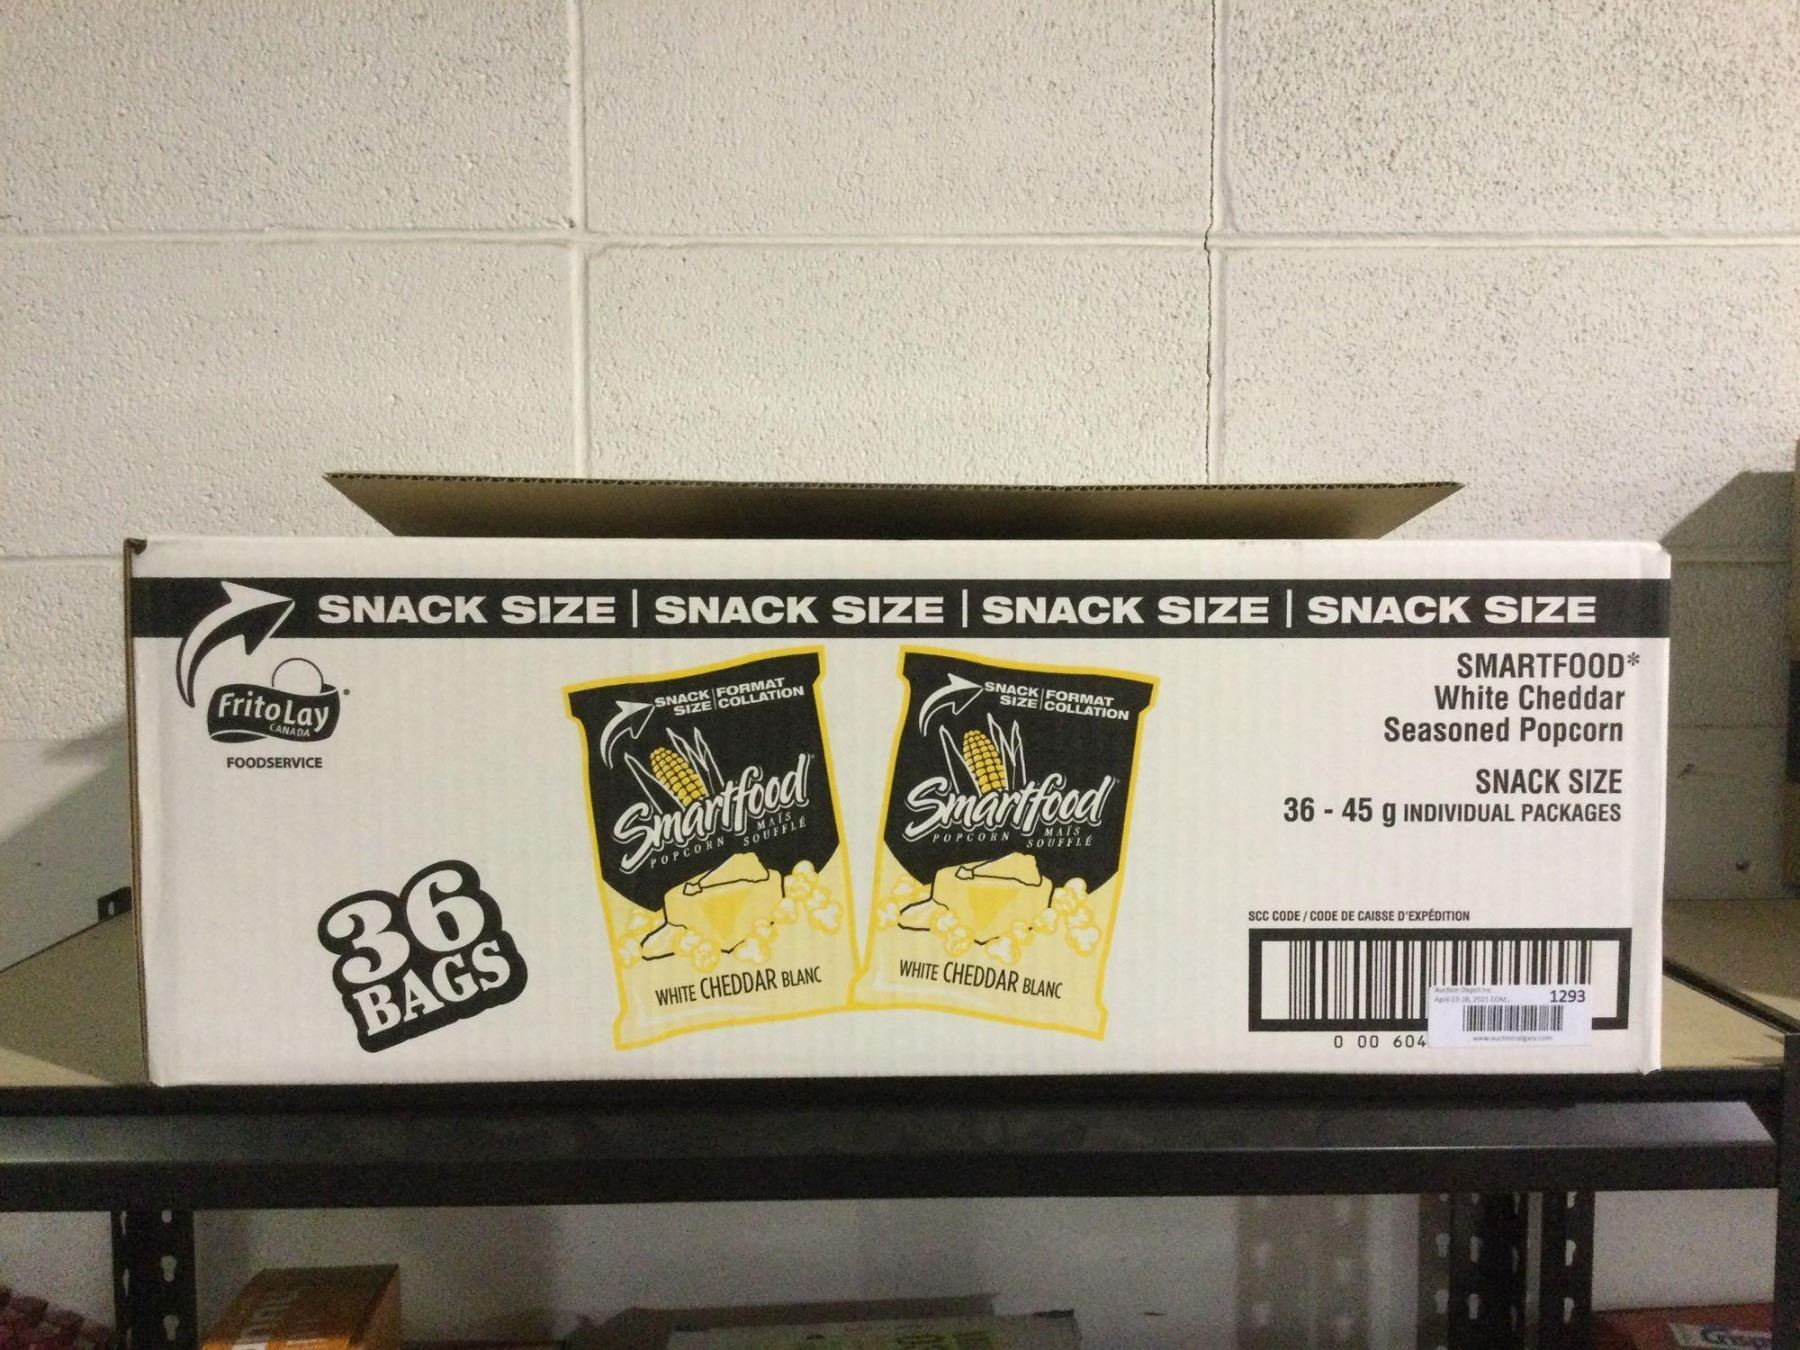 SNACK SIZE | SNACK SIZE | SNACK SIZE | SNACK SIZE
FritoLay
CANADA
FOODSERVICE
36
BAGS
SNACK SIZE | FORMAT COLLATION
Smartfood
POPCORN MAÏS SOUFFLÉ
WHITE CHEDDAR BLANC
SNACK SIZE | FORMAT COLLATION
Smartfood
POPCORN MAÏS SOUFFLÉ
WHITE CHEDDAR BLANC
SMARTFOOD*
White Cheddar
Seasoned Popcorn
SNACK SIZE
36 - 45 g INDIVIDUAL PACKAGES
SCC CODE / CODE DE CAISSE D'EXPÉDITION
0 00 604
1293